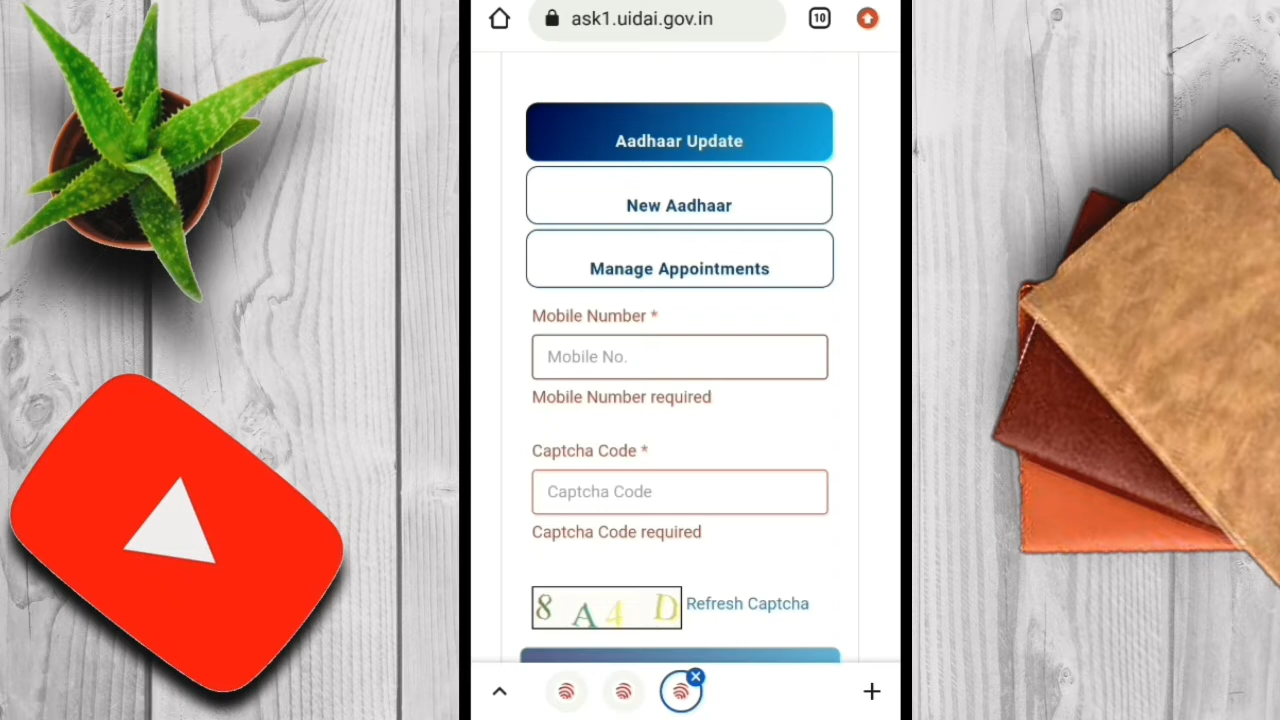 ask1.uidai.gov.in
10
Aadhaar Update
New Aadhaar
Manage Appointments
Mobile Number *
Mobile No.
Mobile Number required
Captcha Code *
Captcha Code
Captcha Code required
8 A 4 D Refresh Captcha